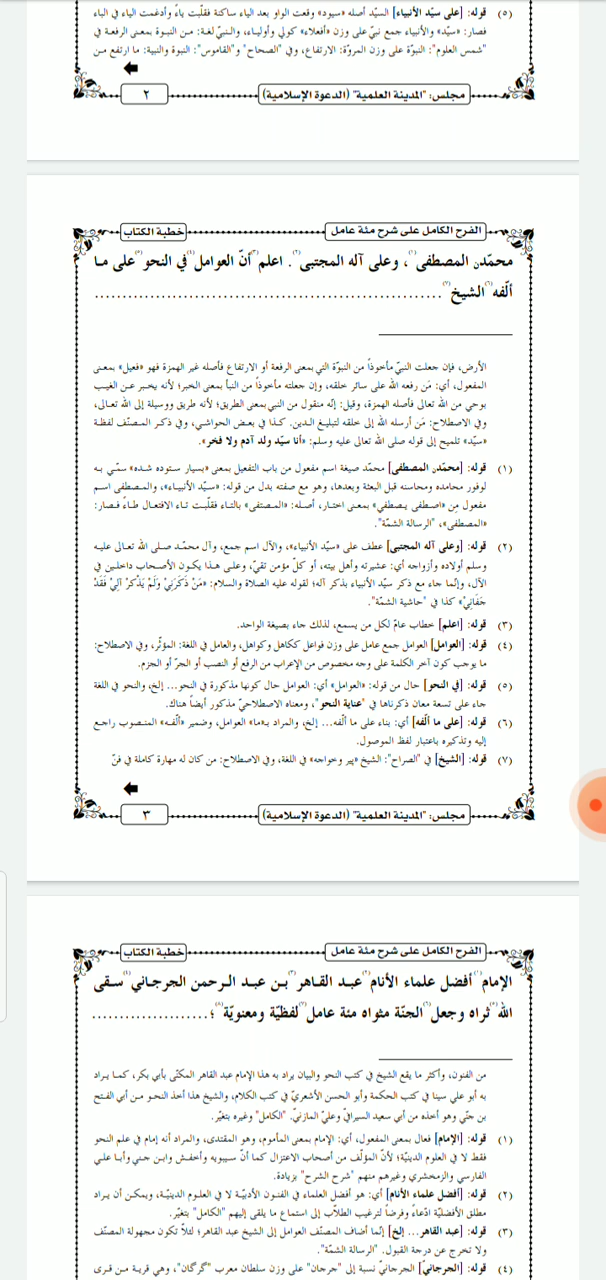 (٥) قوله: [على سيّد الأنبياء] السيّد أصله «سيود» وقعت الواو بعد الياء ساكنة فقلّبت ياءً وأدغمت الياء في الياء
فصار: «سيّد» والأنبياء جمع نبيّ على وزن «أفعلاء» كولي وأولياء، والنبيّ لغة: من النبوة بمعنى الرفعة في
"شمس العلوم": النبوّة على وزن المروّة: الارتفاع، وفي "الصحاح" و"القاموس": النبوة والنبية: ما ارتفع من
مجلس: "المدينة العلمية" (الدعوة الإسلامية)
٢
الفرح الكامل على شرح مئة عامل
خطبة الكتاب
محمّدن المصطفى(١)، وعلى آله المجتبى(٢). اعلم(٣) أنّ العوامل(٤) في النحو(٥) على ما
ألّفه(٦) الشيخ(٧) ..........................................................
الأرض، فإن جعلت النبيّ مأخوذاً من النبوّة التي بمعنى الرفعة أو الارتفاع فأصله غير الهمزة فهو «فعيل» بمعنى
المفعول، أي: مَن رفعه الله على سائر خلقه، وإن جعلته مأخوذاً من النبأ بمعنى الخبر؛ لأنه يخبر عن الغيب
بوحي من الله تعالى فأصله الهمزة، وقيل: إنّه منقول من النبي بمعنى الطريق؛ لأنه طريق ووسيلة إلى الله تعالى،
وفي الاصطلاح: مَن أرسله الله إلى خلقه لتبليغ الدين. كذا في بعض الحواشي، وفي ذكر المصنّف لفظة
«سيّد» تلميح إلى قوله صلى الله تعالى عليه وسلم: «أنا سيّد ولد آدم ولا فخر».
(١) قوله: [محمّدن المصطفى] محمّد صيغة اسم مفعول من باب التفعيل بمعنى «بسيار ستوده شده» سمّي به
لوفور محامده ومحاسنه قبل البعثة وبعدها، وهو مع صفته بدل من قوله: «سيّد الأنبياء»، والمصطفى اسم
مفعول مِن «اصطفى يصطفي» بمعنى اختار، أصله: «المصتفى» بالتاء فقلّبت تاء الافتعال طاءً فصار:
«المصطفى»، "الرسالة الشمّة".
(٢) قوله: [وعلى آله المجتبى] عطف على «سيّد الأنبياء»، والآل اسم جمع، وآل محمّد صلى الله تعالى عليه
وسلم أولاده وأزواجه أي: عشيرته وأهل بيته، أو كلّ مؤمن تقيّ، وعلى هذا يكون الأصحاب داخلين في
الآل، وإنّما جاء مع ذكر سيّد الأنبياء بذكر آله؛ لقوله عليه الصلاة والسلام: «مَنْ ذَكَرَنِيْ وَلَمْ يَذْكُرْ آلِيْ فَقَدْ
جَفَانِيْ» كذا في "حاشية الشمّة".
(٣) قوله: [اعلم] خطاب عامّ لكل من يسمع، لذلك جاء بصيغة الواحد.
(٤) قوله: [العوامل] العوامل جمع عامل على وزن فواعل ككاهل وكواهل، والعامل في اللغة: المؤثّر، وفي الاصطلاح:
ما يوجب كون آخر الكلمة على وجه مخصوص من الإعراب من الرفع أو النصب أو الجرّ أو الجزم.
(٥) قوله: [في النحو] حال من قوله: «العوامل» أي: العوامل حال كونها مذكورة في النحو... إلخ، والنحو في اللغة
جاء على تسعة معان ذكرناها في "عناية النحو"، ومعناه الاصطلاحيّ مذكور أيضاً هناك.
(٦) قوله: [على ما ألّفه] أي: بناء على ما ألّفه... إلخ، والمراد بـ«ما» العوامل، وضمير «ألّفه» المنصوب راجع
إليه وتذكيره باعتبار لفظ الموصول.
(٧) قوله: [الشيخ] في "الصراح": الشيخ «پير وخواجه» في اللغة، وفي الاصطلاح: من كان له مهارة كاملة في فنّ
مجلس: "المدينة العلمية" (الدعوة الإسلامية)
٣
الفرح الكامل على شرح مئة عامل
خطبة الكتاب
الإمام(١) أفضل علماء الأنام(٢) عبد القاهر(٣) بن عبد الرحمن الجرجاني(٤) سقى
الله(٥) ثراه وجعل(٦) الجنّة مثواه مئة عامل(٧) لفظيّة ومعنويّة(٨)؛ ....................
من الفنون، وأكثر ما يقع الشيخ في كتب النحو والبيان يراد به هذا الإمام عبد القاهر المكنّى بأبي بكر، كما يراد
به أبو علي سينا في كتب الحكمة وأبو الحسن الأشعريّ في كتب الكلام، والشيخ هذا أخذ النحو من أبي الفتح
بن جنّي وهو أخذه من أبي سعيد السيرافيّ وعليّ المازنيّ. "الكامل" وغيره بتغيّر.
(١) قوله: [الإمام] فعال بمعنى المفعول، أي: الإمام بمعنى المأموم، وهو المقتدى، والمراد أنه إمام في علم النحو
فقط لا في العلوم الدينيّة؛ لأنّ المؤلّف من أصحاب الاعتزال كما أنّ سيبويه وأخفش وابن جني وأبا علي
الفارسي والزمخشري وغيرهم منهم "شرح الشرح" بزيادة.
(٢) قوله: [أفضل علماء الأنام] أي: هو أفضل العلماء في الفنون الأدبيّة لا في العلوم الدينيّة، ويمكن أن يراد
مطلق الأفضليّة ادّعاءً وفرضاً لترغيب الطلّاب إلى استماع ما يلقى إليهم "الكامل" بتغيّر.
(٣) قوله: [عبد القاهر... إلخ] إنّما أضاف المصنّف العوامل إلى الشيخ عبد القاهر؛ لئلّا تكون مجهولة المصنّف
ولا تخرج عن درجة القبول. "الرسالة الشمّة".
(٤) قوله: [الجرجانيّ] الجرجانيّ نسبة إلى "جرجان" على وزن سلطان معرب "گرگان"، وهي قرية من قرى